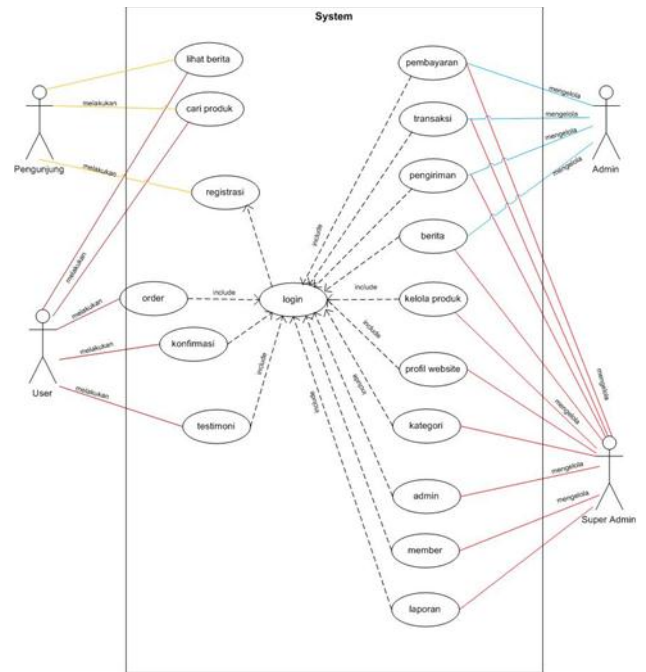 System
lihat berita
pembayaran
mengelola
cari produk
melakukan
transaksi
mengelola
mengelola
Pengunjung
Admin
melakukan
registrasi
pengiriman
mengelola
include
berita
order
include
login
include
kelola produk
melakukan
melakukan
melakukan
User
melakukan
konfirmasi
include
include
profil website
mengelola
melakukan
testimoni
include
include
kategori
mengelola
admin
mengelola
Super Admin
member
mengelola
laporan